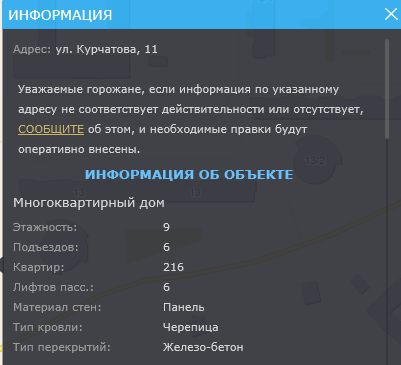 ИНФОРМАЦИЯ
Адрес: ул. Курчатова, 11
Уважаемые горожане, если информация по указанному
адресу не соответствует действительности или отсутствует,
СООБЩИТЕ об этом, и необходимые правки будут
оперативно внесены.
ИНФОРМАЦИЯ ОБ ОБЪЕКТЕ
Многоквартирный дом
Этажность: 9
Подъездов: 6
Квартир: 216
Лифтов пасс.: 6
Материал стен: Панель
Тип кровли: Черепица
Тип перекрытий: Железо-бетон